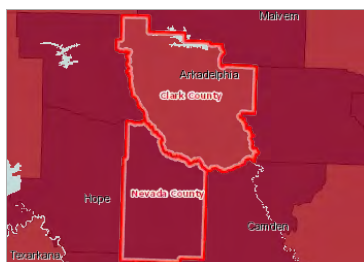 Malvern
Arkadelphia
Clark County
Nevada County
Hope
Camden
Texarkana